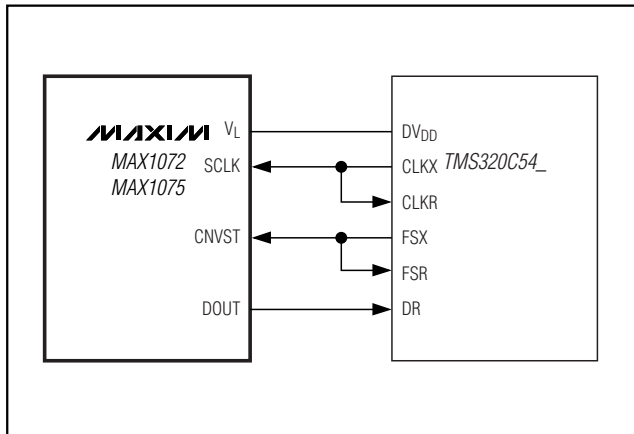 MAXIM
MAX1072
MAX1075
VL
SCLK
CNVST
DOUT
DVDD
CLKX
CLKR
FSX
FSR
DR
TMS320C54_